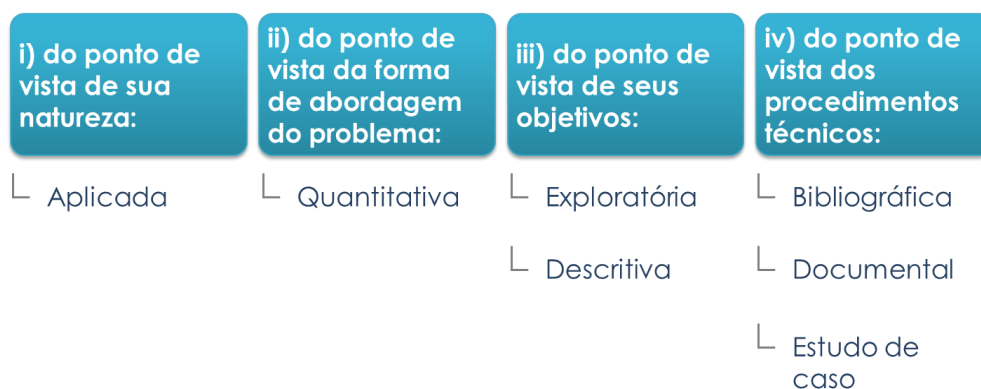 i) do ponto de
vista de sua
natureza:
Aplicada
ii) do ponto de
vista da forma
de abordagem
do problema:
Quantitativa
iii) do ponto de
vista de seus
objetivos:
Exploratória
Descritiva
iv) do ponto de
vista dos
procedimentos
técnicos:
Bibliográfica
Documental
Estudo de
caso